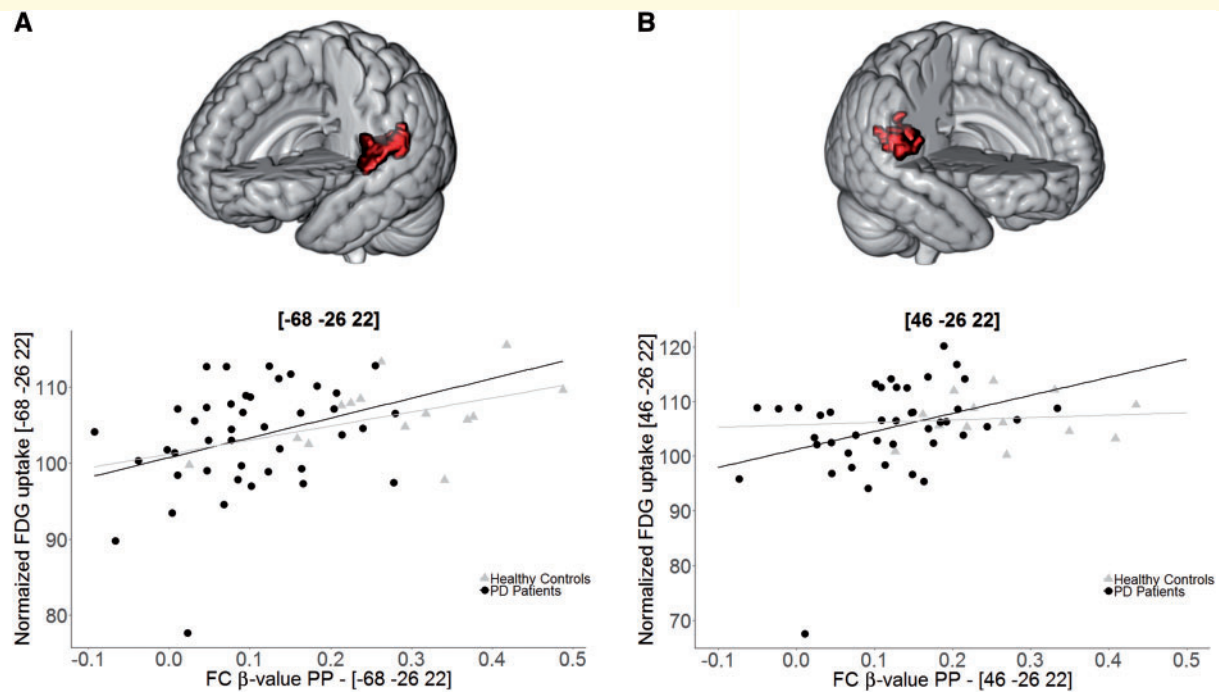 A
B
[-68 -26 22]
Normaized FDG uptake [-68 -26 22]
110
100
90
80
Healthy Controls
PD Patients
-0.1 0.0 0.1 0.2 0.3 0.4 0.5
FC β-value PP - [-68 -26 22]
[46 -26 22]
Normalized FDG uptake [46 -26 22]
120
110
100
90
80
70
Healthy Controls
PD Patients
-0.1 0.0 0.1 0.2 0.3 0.4 0.5
FC β-value PP - [46 -26 22]